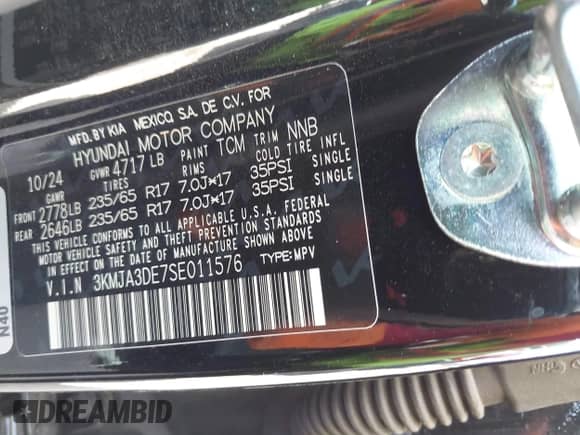 MFD. BY KIA MEXICO, S.A. DE C.V. FOR
HYUNDAI MOTOR COMPANY
10/24 GVWR 4717 LB PAINT TCM TRIM NNB
GAWR TIRES RIMS COLD TIRE INFL
FRONT 2778LB 235/65 R17 7.0J×17 35PSI SINGLE
REAR 2646LB 235/65 R17 7.0J×17 35PSI SINGLE
THIS VEHICLE CONFORMS TO ALL APPLICABLE U.S.A. FEDERAL
MOTOR VEHICLE SAFETY AND THEFT PREVENTION STANDARDS
IN EFFECT ON THE DATE OF MANUFACTURE SHOWN ABOVE.
V.I.N 3KMJA3DE7SE011576 TYPE:MPV
N40
DREAMBID